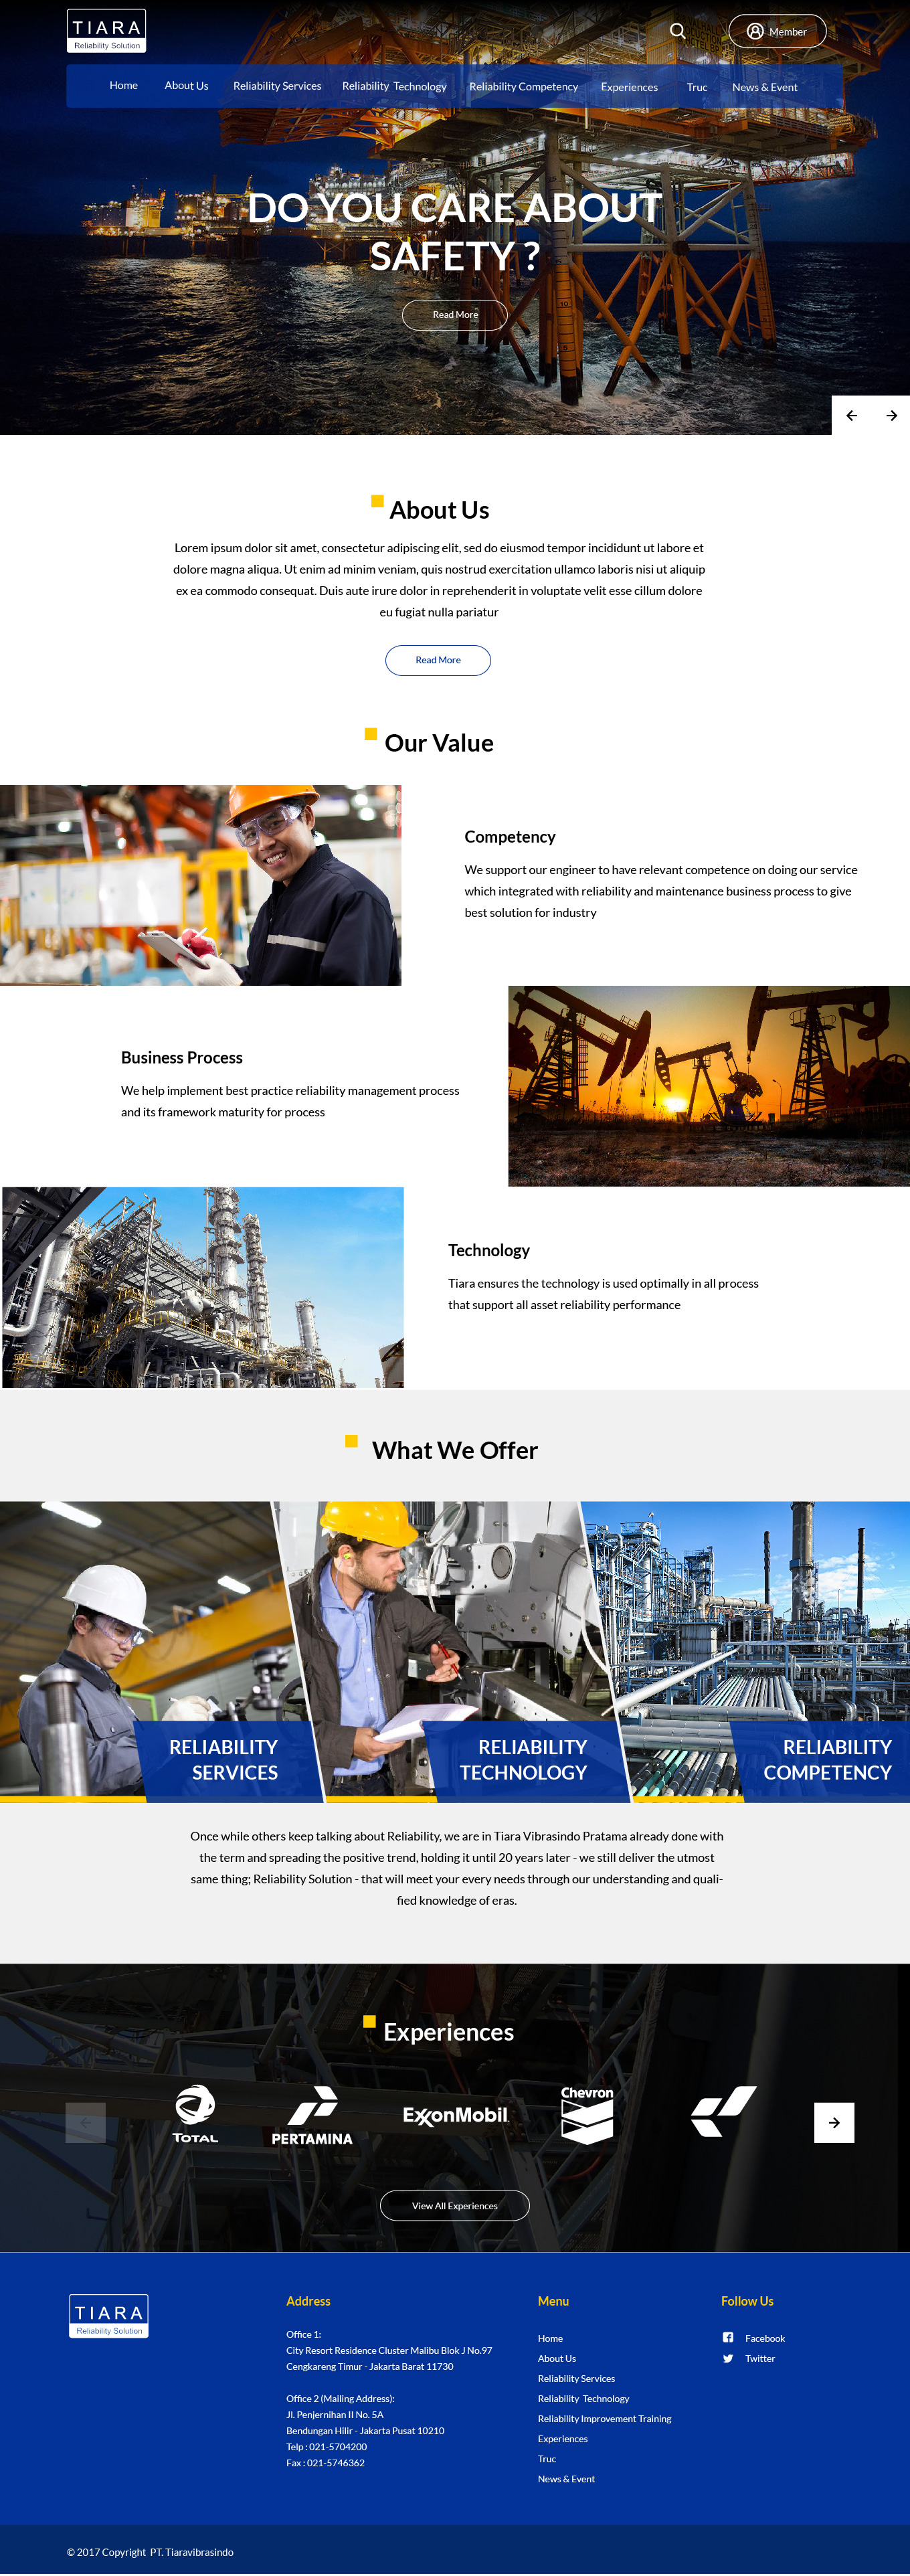 TIARA
Reliability Solution
Member
Home About Us Reliability Services Reliability Technology Reliability Competency Experiences Truc News & Event
DO YOU CARE ABOUT
SAFETY ?
Read More
About Us
Lorem ipsum dolor sit amet, consectetur adipiscing elit, sed do eiusmod tempor incididunt ut labore et
dolore magna aliqua. Ut enim ad minim veniam, quis nostrud exercitation ullamco laboris nisi ut aliquip
ex ea commodo consequat. Duis aute irure dolor in reprehenderit in voluptate velit esse cillum dolore
eu fugiat nulla pariatur
Read More
Our Value
Competency
We support our engineer to have relevant competence on doing our service
which integrated with reliability and maintenance business process to give
best solution for industry
Business Process
We help implement best practice reliability management process
and its framework maturity for process
Technology
Tiara ensures the technology is used optimally in all process
that support all asset reliability performance
What We Offer
RELIABILITY
SERVICES
RELIABILITY
TECHNOLOGY
RELIABILITY
COMPETENCY
Once while others keep talking about Reliability, we are in Tiara Vibrasindo Pratama already done with
the term and spreading the positive trend, holding it until 20 years later - we still deliver the utmost
same thing; Reliability Solution - that will meet your every needs through our understanding and quali-
fied knowledge of eras.
Experiences
TOTAL
PERTAMINA
ExxonMobil
Chevron
View All Experiences
TIARA
Reliability Solution
Address
Office 1:
City Resort Residence Cluster Malibu Blok J No.97
Cengkareng Timur - Jakarta Barat 11730
Office 2 (Mailing Address):
Jl. Penjernihan II No. 5A
Bendungan Hilir - Jakarta Pusat 10210
Telp : 021-5704200
Fax : 021-5746362
Menu
Home
About Us
Reliability Services
Reliability Technology
Reliability Improvement Training
Experiences
Truc
News & Event
Follow Us
Facebook
Twitter
© 2017 Copyright PT. Tiaravibrasindo